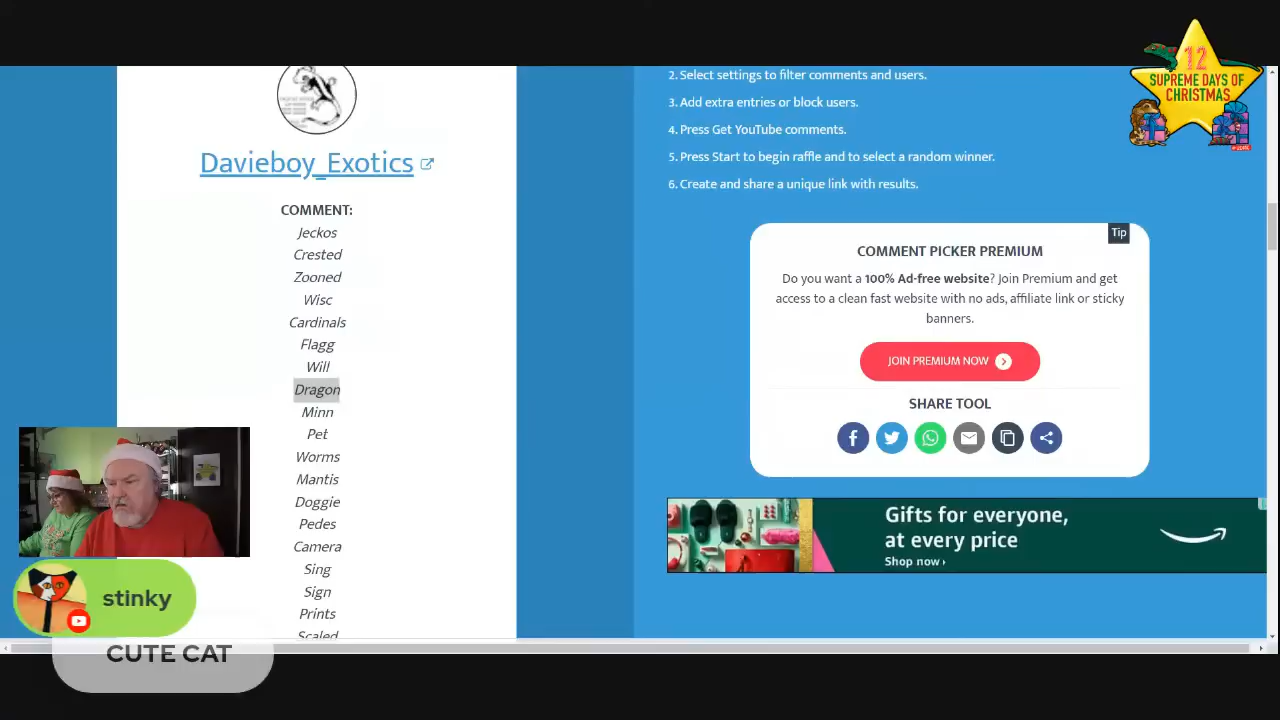 12
SUPREME DAYS OF
CHRISTMAS
Davieboy_Exotics
COMMENT:
Jeckos
Crested
Zooned
Wisc
Cardinals
Flagg
Will
Dragon
Minn
Pet
Worms
Mantis
Doggie
Pedes
Camera
Sing
Sign
Prints
Scaled
2. Select settings to filter comments and users.
3. Add extra entries or block users.
4. Press Get YouTube comments.
5. Press Start to begin raffle and to select a random winner.
6. Create and share a unique link with results.
Tip
COMMENT PICKER PREMIUM
Do you want a 100% Ad-free website? Join Premium and get
access to a clean fast website with no ads, affiliate link or sticky
banners.
JOIN PREMIUM NOW
SHARE TOOL
Gifts for everyone,
at every price
Shop now ›
stinky
CUTE CAT